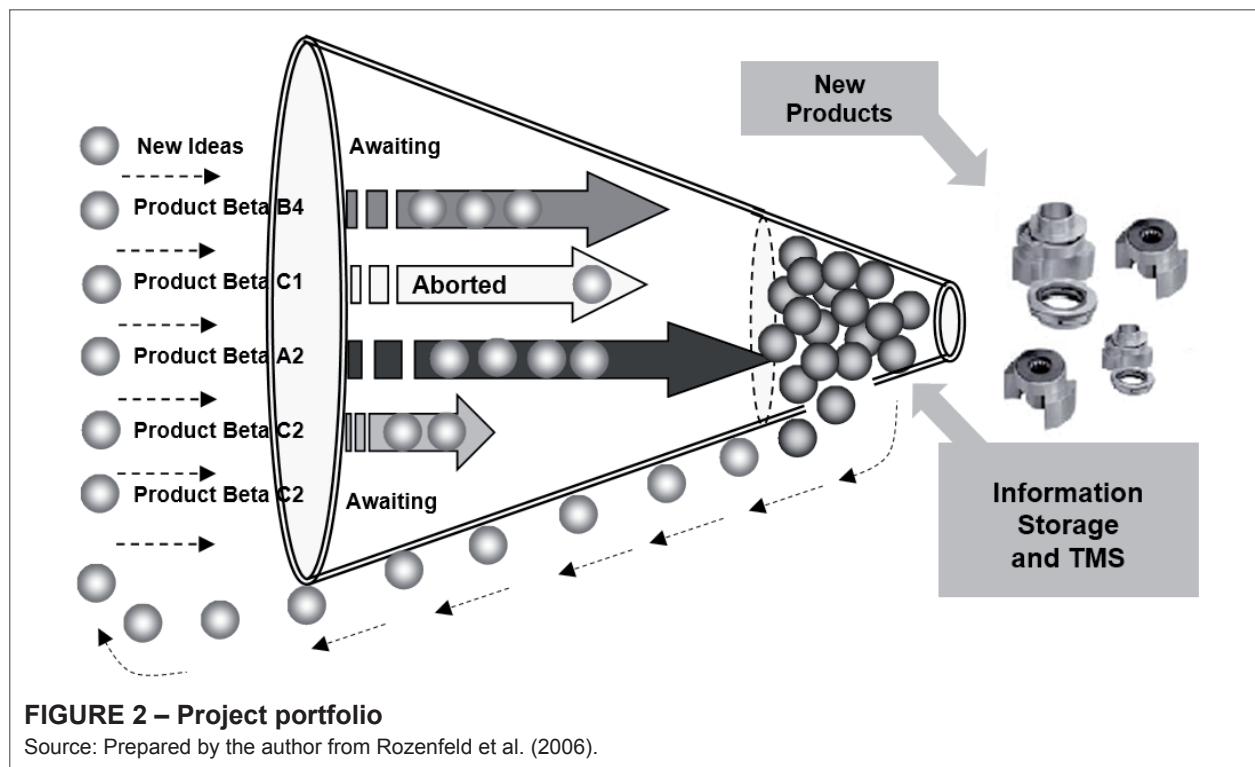 New Ideas
Awaiting
Product Beta B4
Product Beta C1
Aborted
Product Beta A2
Product Beta C2
Product Beta C2
Awaiting
New
Products
Information
Storage
and TMS
FIGURE 2 – Project portfolio
Source: Prepared by the author from Rozenfeld et al. (2006).